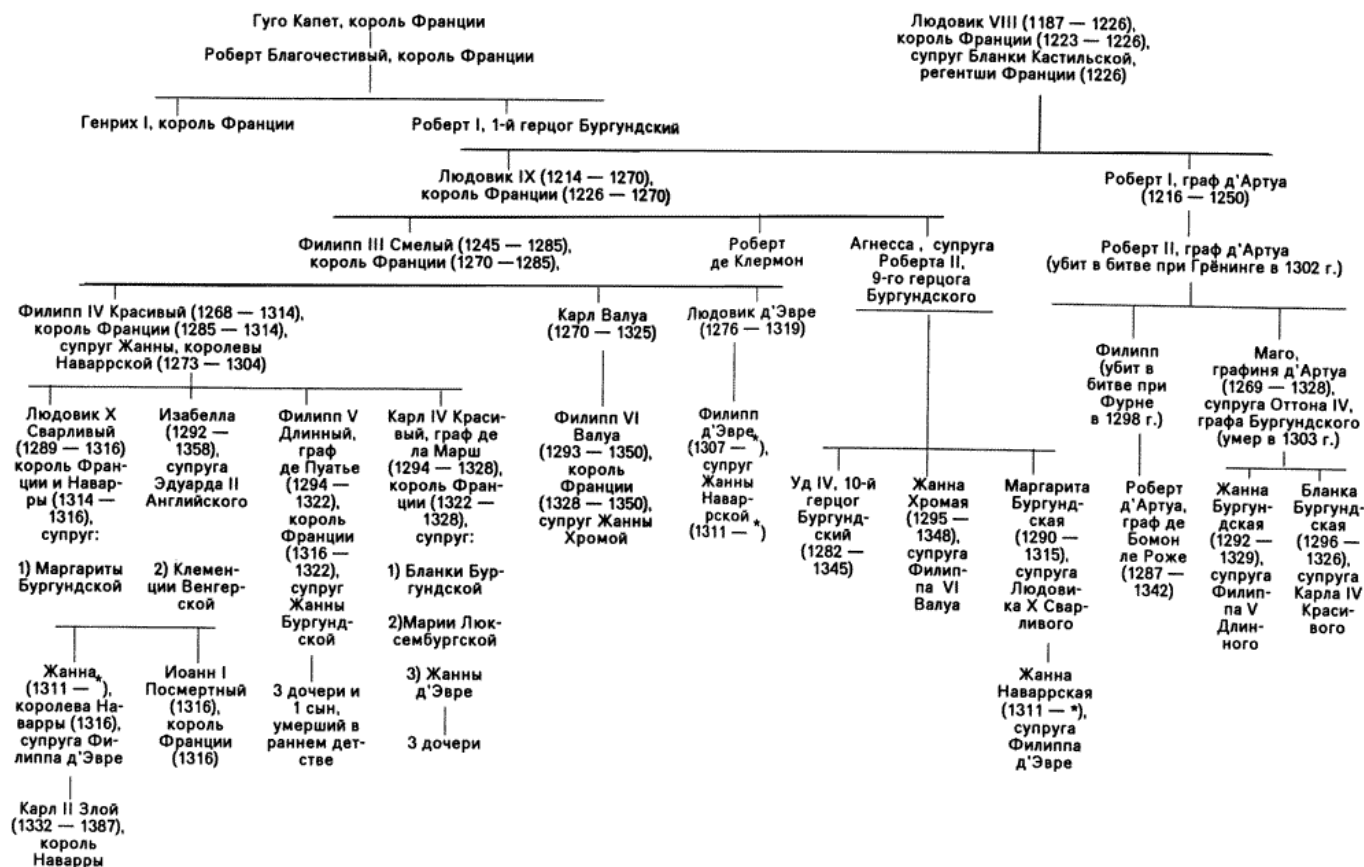 Гуго Капет, король Франции
Роберт Благочестивый, король Франции
Генрих I, король Франции
Роберт I, 1-й герцог Бургундский
Людовик VIII (1187 — 1226),
король Франции (1223 — 1226),
супруг Бланки Кастильской,
регентши Франции (1226)
Людовик IX (1214 — 1270),
король Франции (1226 — 1270)
Роберт I, граф д'Артуа
(1216 — 1250)
Филипп III Смелый (1245 — 1285),
король Франции (1270 —1285),
Роберт
де Клермон
Агнесса , супруга
Роберта II,
9-го герцога
Бургундского
Роберт II, граф д'Артуа
(убит в битве при Грёнинге в 1302 г.)
Филипп IV Красивый (1268 — 1314),
король Франции (1285 — 1314),
супруг Жанны, королевы
Наваррской (1273 — 1304)
Карл Валуа
(1270 — 1325)
Людовик д'Эвре
(1276 — 1319)
Филипп
(убит в
битве при
Фурне
в 1298 г.)
Маго,
графиня д'Артуа
(1269 — 1328),
супруга Оттона IV,
графа Бургундского
(умер в 1303 г.)
Людовик X
Сварливый
(1289 — 1316)
король Фран-
ции и Навар-
ры (1314 —
1316),
супруг:
1) Маргариты
Бургундской
Изабелла
(1292 —
1358),
супруга
Эдуарда II
Английского
2) Клемен-
ции Венгер-
ской
Филипп V
Длинный,
граф
де Пуатье
(1294 —
1322),
король
Франции
(1316 —
1322),
супруг
Жанны
Бургунд-
ской
Карл IV Краси-
вый, граф де
ла Марш
(1294 — 1328),
король Фран-
ции (1322 —
1328),
супруг:
1) Бланки Бур-
гундской
2)Марии Люк-
сембургской
3) Жанны
д'Эвре
Филипп VI
Валуа
(1293 — 1350),
король
Франции
(1328 — 1350),
супруг Жанны
Хромой
Филипп
д'Эвре
(1307 — *),
супруг
Жанны
Наварр-
ской
(1311 — *)
Уд IV, 10-й
герцог
Бургунд-
ский
(1282 —
1345)
Жанна
Хромая
(1295 —
1348),
супруга
Филип-
па VI
Валуа
Маргарита
Бургунд-
ская
(1290 —
1315),
супруга
Людови-
ка X Свар-
ливого
Роберт
д'Артуа,
граф де
Бомон
ле Роже
(1287 —
1342)
Жанна
Бургун-
дская
(1292 —
1329),
супруга
Филип-
па V
Длин-
ного
Бланка
Бургунд-
ская
(1296 —
1326),
супруга
Карла IV
Краси-
вого
Жанна
(1311 — *),
королева На-
варры (1316),
супруга Фи-
липпа д'Эвре
Иоанн I
Посмертный
(1316),
король
Франции
(1316)
3 дочери и
1 сын,
умерший в
раннем дет-
стве
3 дочери
Жанна
Наваррская
(1311 — *),
супруга
Филиппа
д'Эвре
Карл II Злой
(1332 — 1387),
король
Наварры